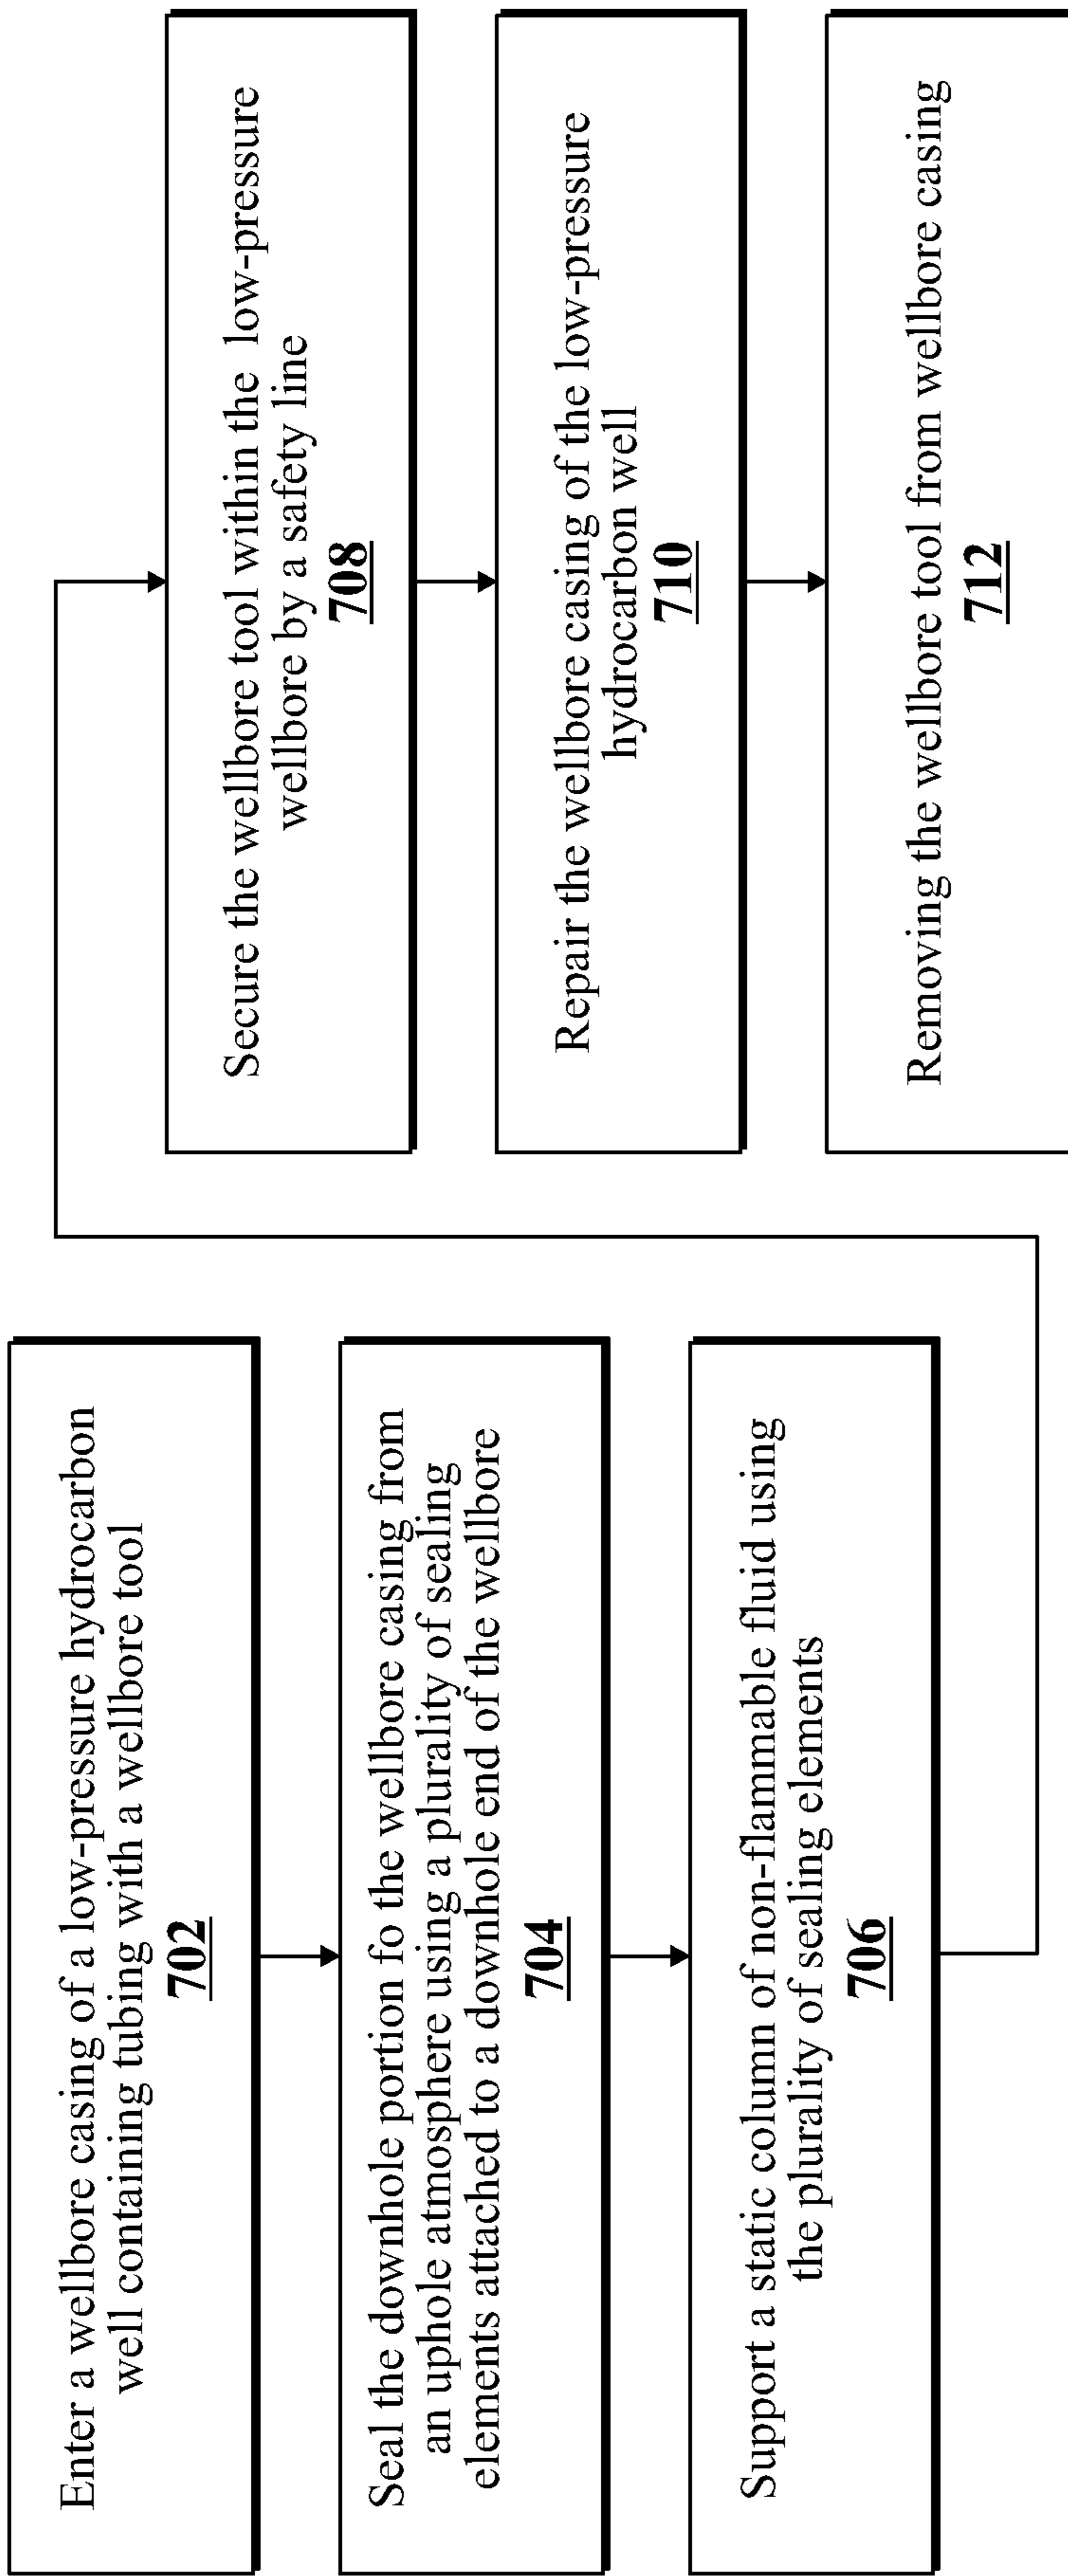 Enter a wellbore casing of a low-pressure hydrocarbon
well containing tubing with a wellbore tool
702
Seal the downhole portion fo the wellbore casing from
an uphole atmosphere using a plurality of sealing
elements attached to a downhole end of the wellbore
704
Support a static column of non-flammable fluid using
the plurality of sealing elements
706
Secure the wellbore tool within the low-pressure
wellbore by a safety line
708
Repair the wellbore casing of the low-pressure
hydrocarbon well
710
Removing the wellbore tool from wellbore casing
712